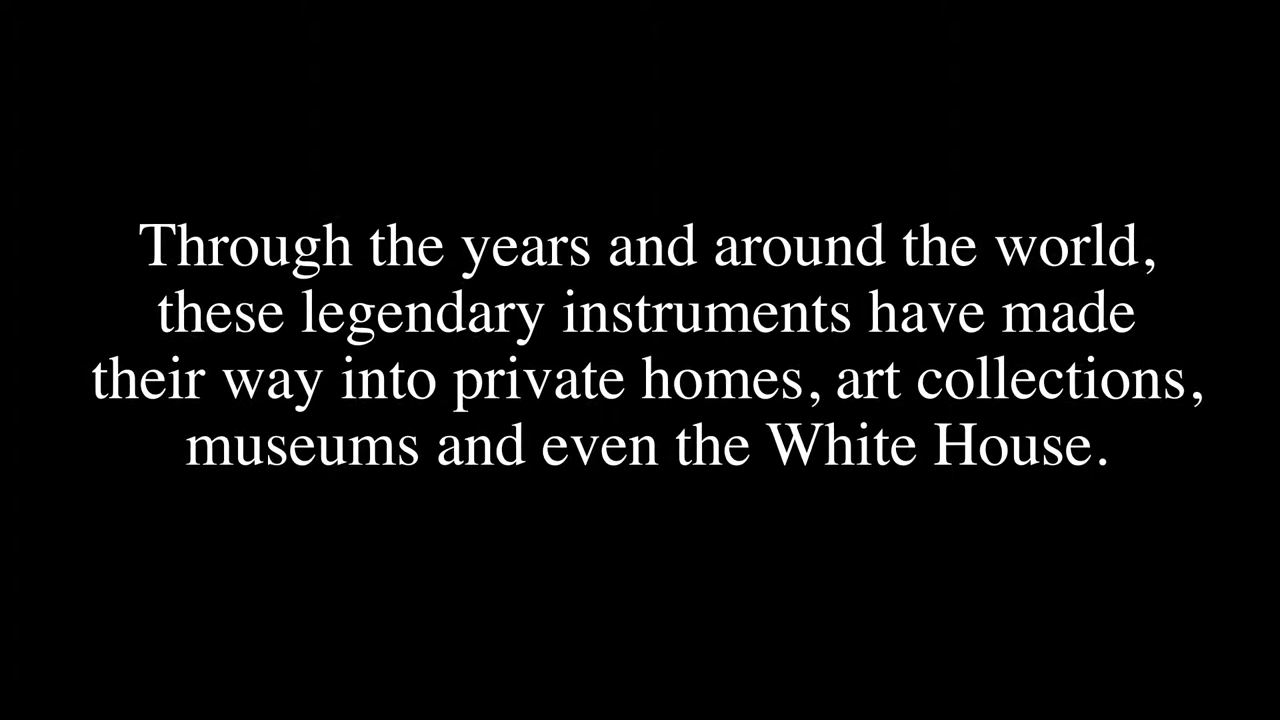 Through the years and around the world,
these legendary instruments have made
their way into private homes, art collections,
museums and even the White House.